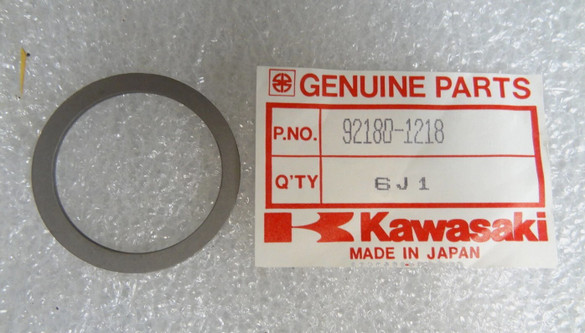 GENUINE PARTS
P.NO. 92180-1218
Q'TY 6J1
Kawasaki
MADE IN JAPAN